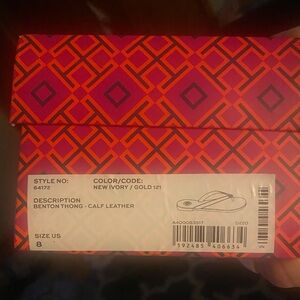 STYLE NO: COLOR/CODE:
64172 NEW IVORY / GOLD 121
DESCRIPTION
BENTON THONG - CALF LEATHER
SIZE US
8
192485 406634